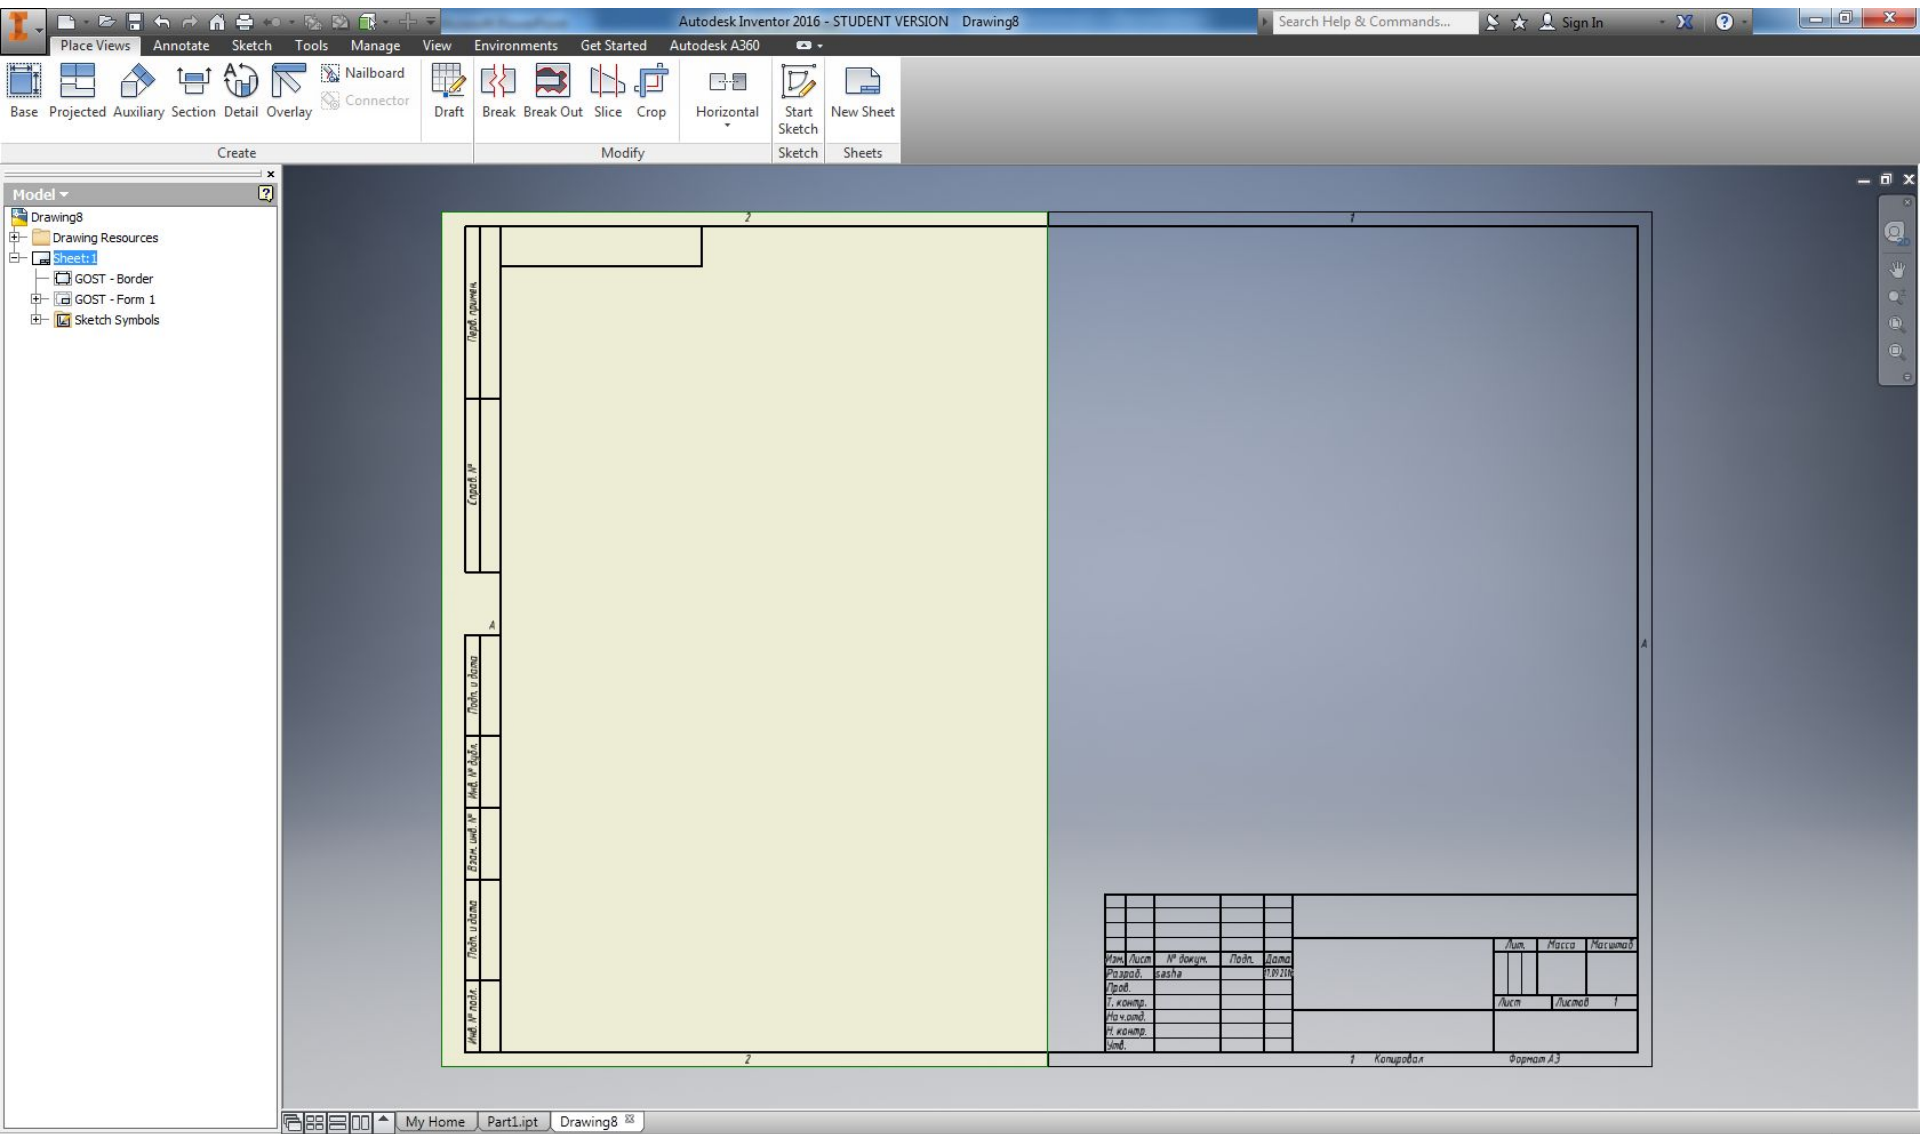 Autodesk Inventor 2016 - STUDENT VERSION Drawing8
Search Help & Commands...
Sign In
Place Views Annotate Sketch Tools Manage View Environments Get Started Autodesk A360
Base Projected Auxiliary Section Detail Overlay
Nailboard
Connector
Draft Break Break Out Slice Crop Horizontal
Start Sketch
New Sheet
Create Modify Sketch Sheets
Model
Drawing8
Drawing Resources
Sheet:1
GOST - Border
GOST - Form 1
Sketch Symbols
2 1
Перв. примен.
Справ. №
A
A
Подп. и дата
Инв. № дубл.
Взам. инв. №
Подп. и дата
Инв. № подл.
Лит. Масса Масштаб
Изм. Лист № докум. Подп. Дата
Разраб. sasha
Пров.
Т. контр.
Лист Листов 1
Нач.отд.
Н. контр.
Утв.
2 1 Копировал Формат А3
My Home Part1.ipt Drawing8